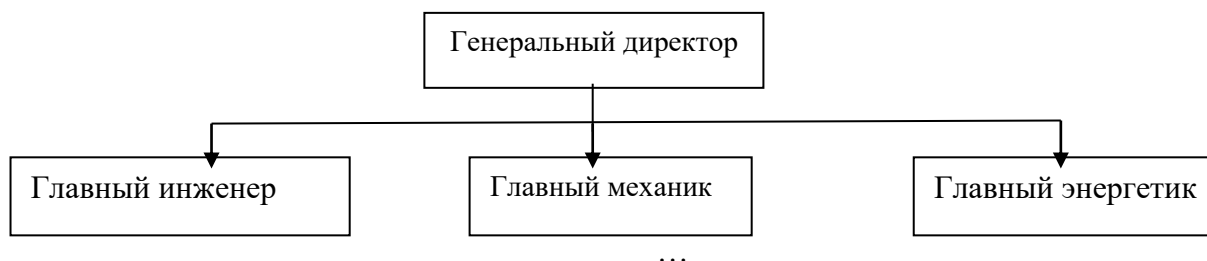 Генеральный директор
Главный инженер
Главный механик
Главный энергетик
…